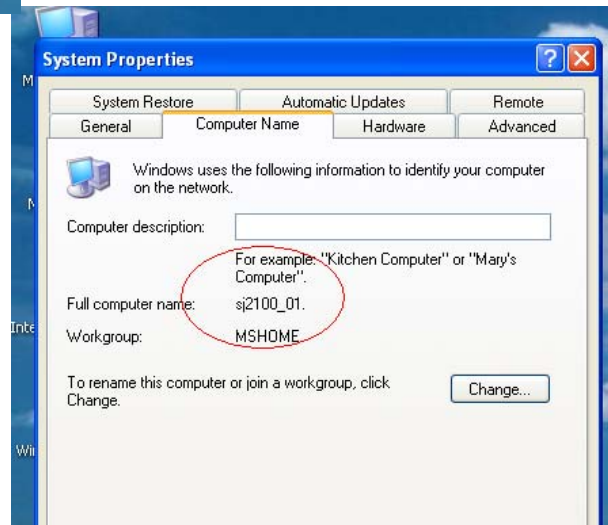 System Properties
System Restore Automatic Updates Remote
General Computer Name Hardware Advanced
Windows uses the following information to identify your computer
on the network.
Computer description:
For example: "Kitchen Computer" or "Mary's
Computer".
Full computer name: sj2100_01.
Workgroup: MSHOME
To rename this computer or join a workgroup, click Change...
Change.